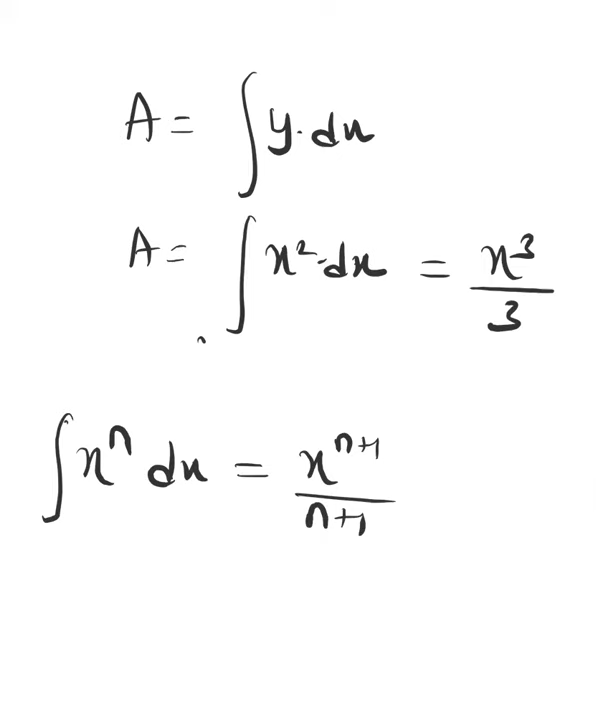 A = ∫ y. dx
A = ∫ x². dx = x³/3
∫ xⁿ dx = xⁿ⁺¹/n+1